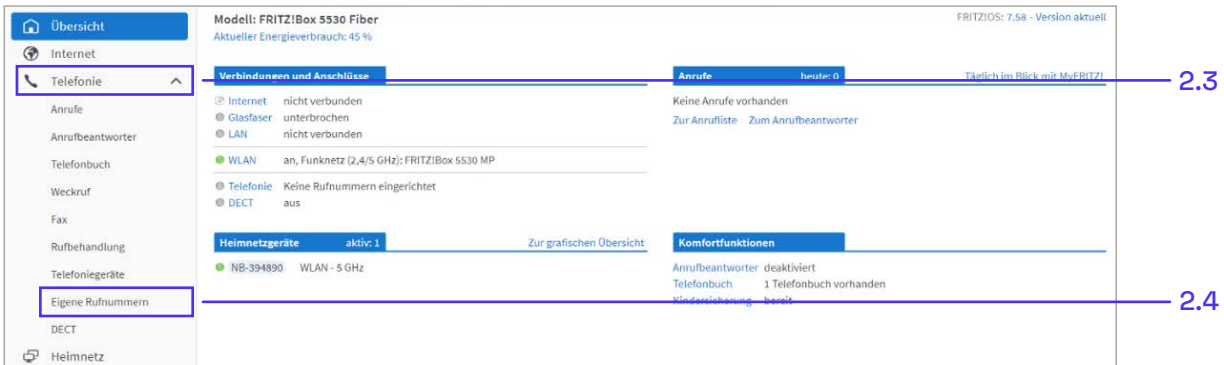 Übersicht
Internet
Telefonie
Anrufe
Anrufbeantworter
Telefonbuch
Weckruf
Fax
Rufbehandlung
Telefoniegeräte
Eigene Rufnummern
DECT
Heimnetz
Modell: FRITZ!Box 5530 Fiber
Aktueller Energieverbrauch: 45 %
FRITZ!OS: 7.58 - Version aktuell
Verbindungen und Anschlüsse
Internet nicht verbunden
Glasfaser unterbrochen
LAN nicht verbunden
WLAN an, Funknetz (2,4/5 GHz): FRITZ!Box 5530 MP
Telefonie Keine Rufnummern eingerichtet
DECT aus
Anrufe heute: 0 Täglich im Blick mit MyFRITZ!
Keine Anrufe vorhanden
Zur Anrufliste Zum Anrufbeantworter
Heimnetzgeräte aktiv: 1 Zur grafischen Übersicht
NB-394890 WLAN - 5 GHz
Komfortfunktionen
Anrufbeantworter deaktiviert
Telefonbuch 1 Telefonbuch vorhanden
Kindersicherung bereit
2.3
2.4